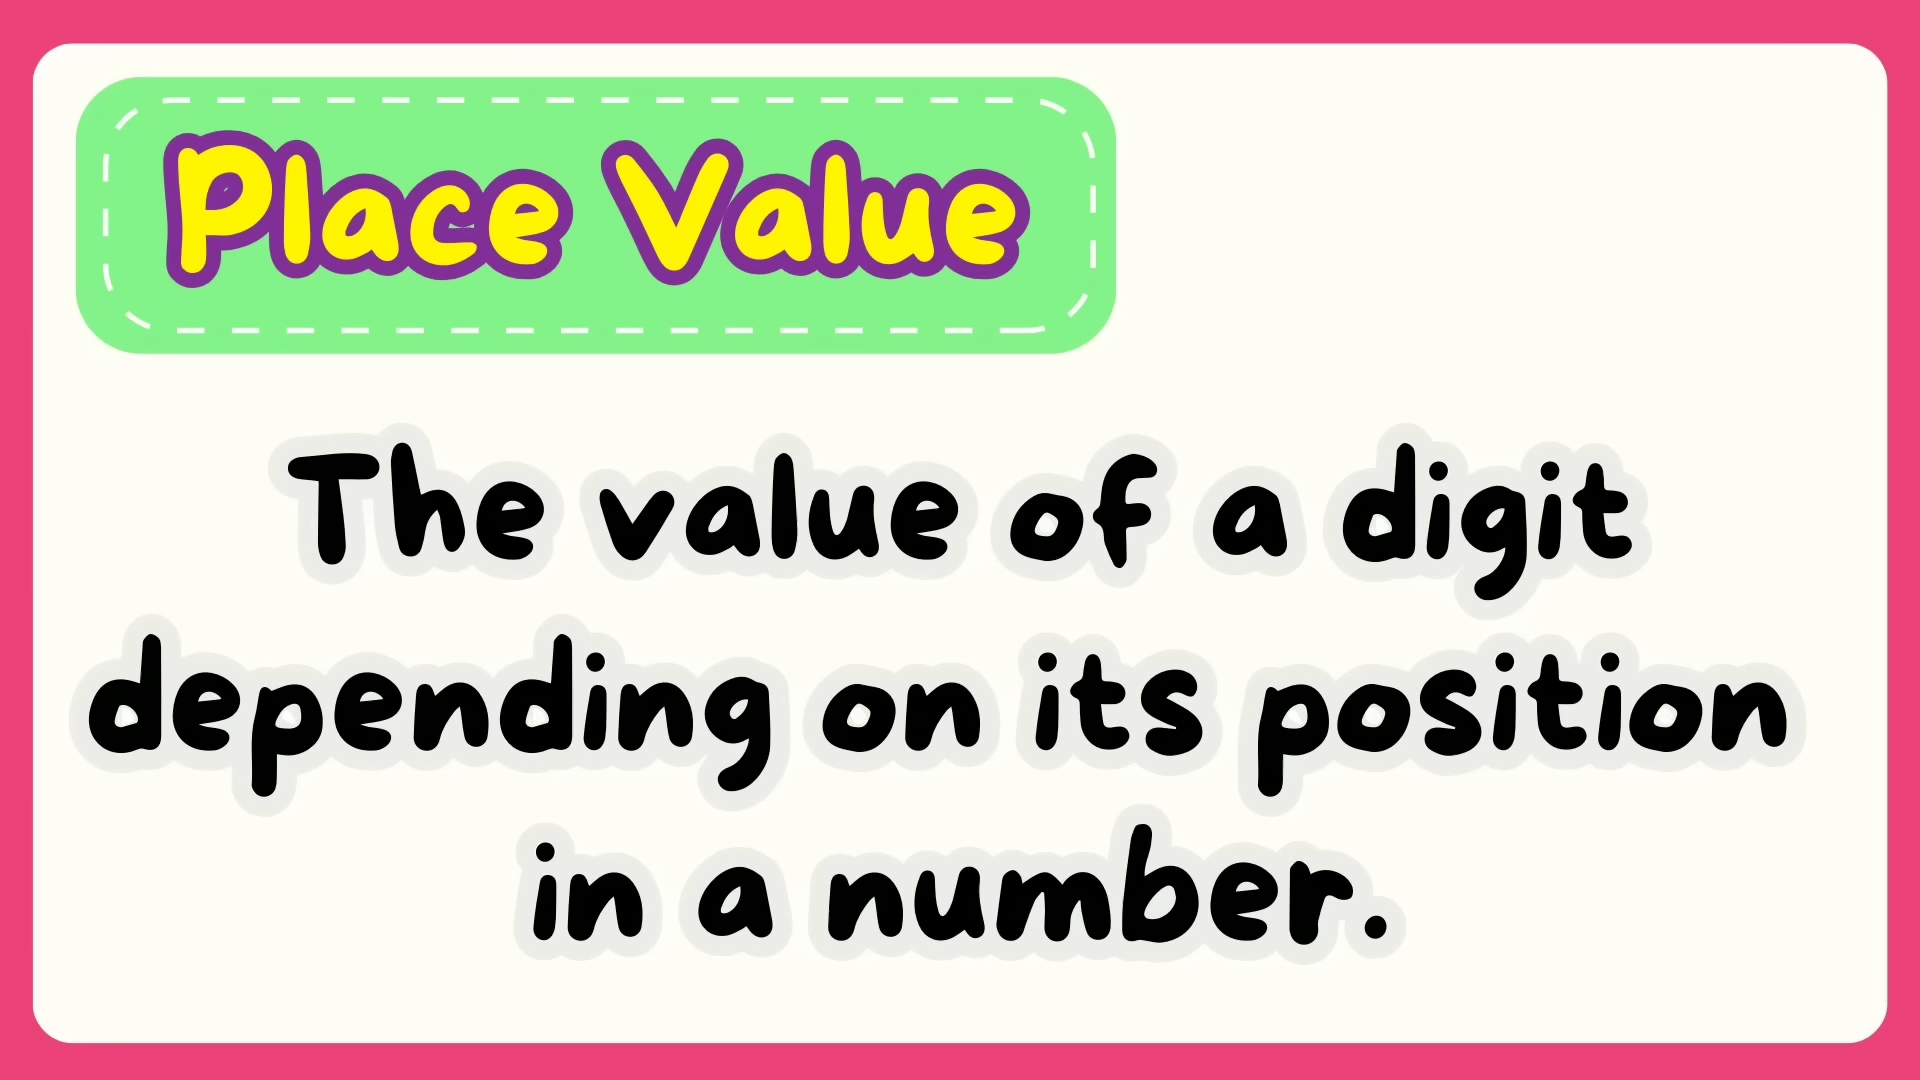 Place Value
The value of a digit
depending on its position
in a number.